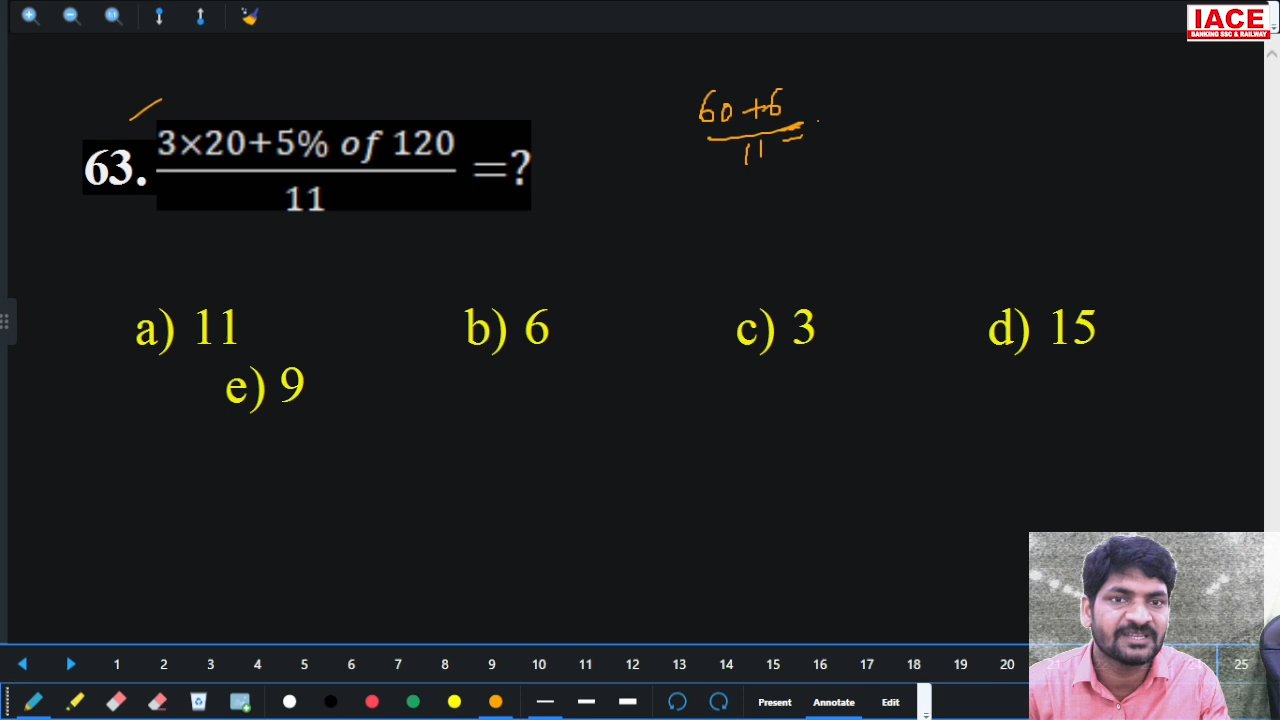 IACE
BANKING SSC & RAILWAY
60 + 6
11
63. 3×20+5% of 120
11
=?
a) 11 b) 6 c) 3 d) 15
e) 9
1 2 3 4 5 6 7 8 9 10 11 12 13 14 15 16 17 18 19 20 21 24 25
Present Annotate Edit